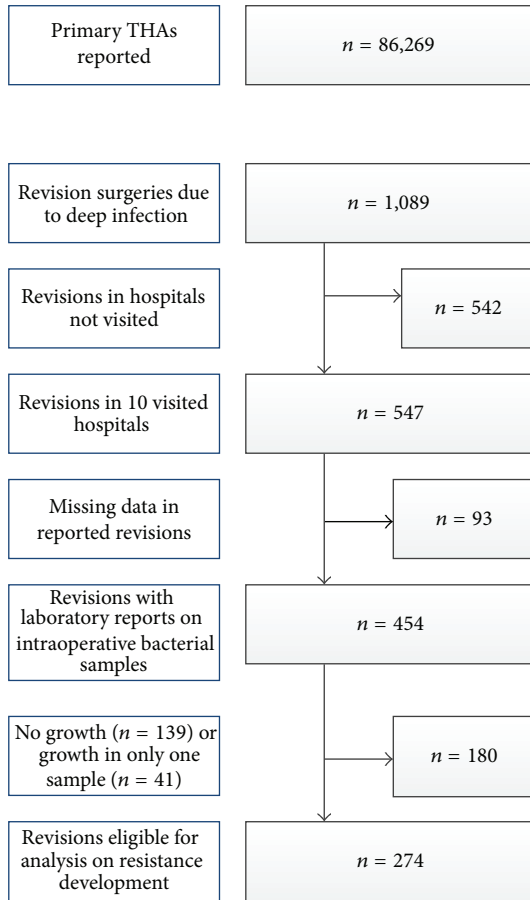 Primary THAs
reported
n = 86,269
Revision surgeries due
to deep infection
n = 1,089
Revisions in hospitals
not visited
n = 542
Revisions in 10 visited
hospitals
n = 547
Missing data in
reported revisions
n = 93
Revisions with
laboratory reports on
intraoperative bacterial
samples
n = 454
No growth (n = 139) or
growth in only one
sample (n = 41)
n = 180
Revisions eligible for
analysis on resistance
development
n = 274